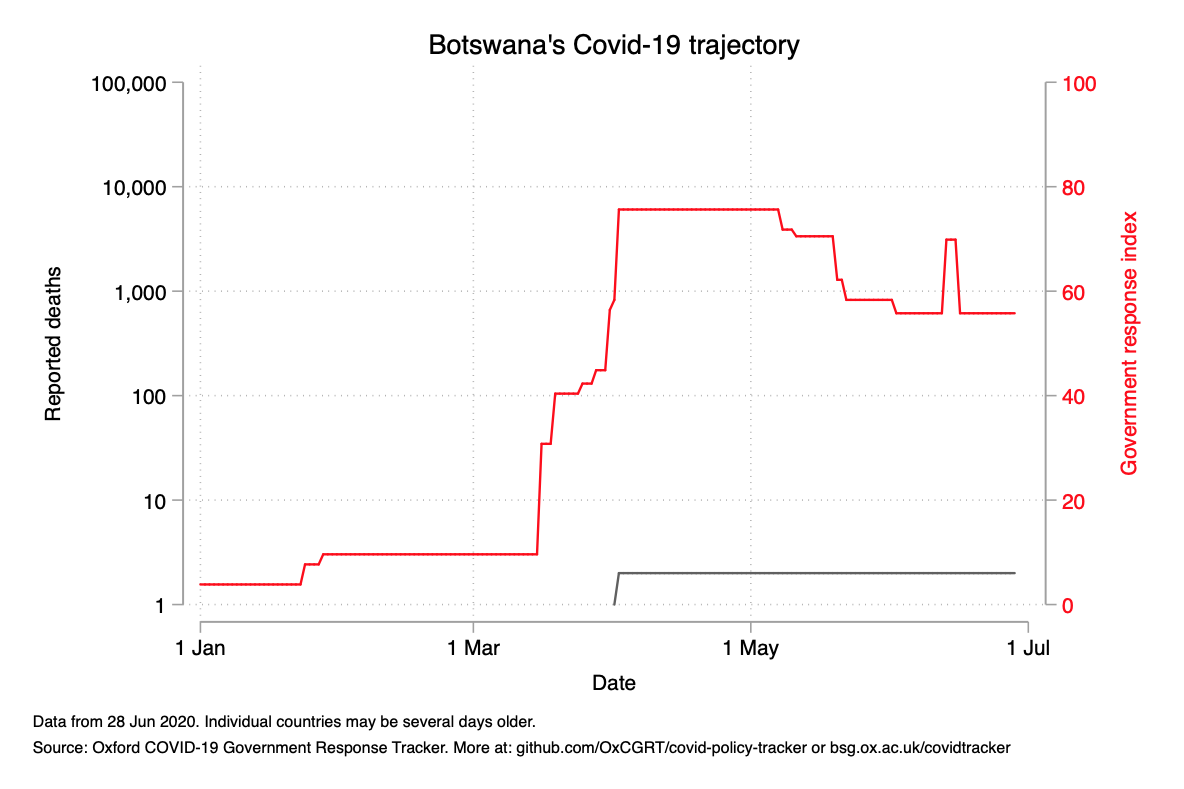 Botswana's Covid-19 trajectory
100,000
10,000
1,000
100
10
1
Reported deaths
100
80
60
40
20
0
Government response index
1 Jan
1 Mar
1 May
1 Jul
Date
Data from 28 Jun 2020. Individual countries may be several days older.
Source: Oxford COVID-19 Government Response Tracker. More at: github.com/OxCGRT/covid-policy-tracker or bsg.ox.ac.uk/covidtracker